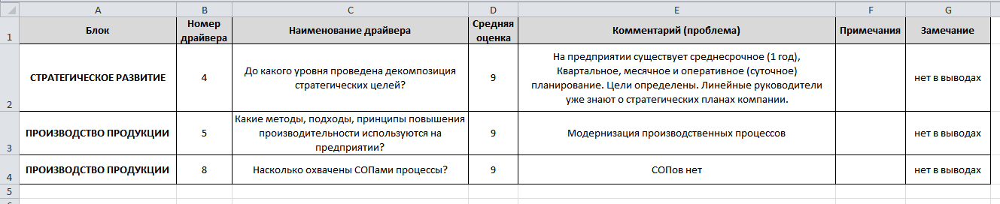 A B C D E F G
1 Блок Номер драйвера Наименование драйвера Средняя оценка Комментарий (проблема) Примечания Замечание
2 СТРАТЕГИЧЕСКОЕ РАЗВИТИЕ 4 До какого уровня проведена декомпозиция
стратегических целей? 9 На предприятии существует среднесрочное (1 год),
Квартальное, месячное и оперативное (суточное)
планирование. Цели определены. Линейные руководители
уже знают о стратегических планах компании. нет в выводах
3 ПРОИЗВОДСТВО ПРОДУКЦИИ 5 Какие методы, подходы, принципы повышения
производительности используются на
предприятии? 9 Модернизация производственных процессов нет в выводах
4 ПРОИЗВОДСТВО ПРОДУКЦИИ 8 Насколько охвачены СОПами процессы? 9 СОПов нет нет в выводах
5